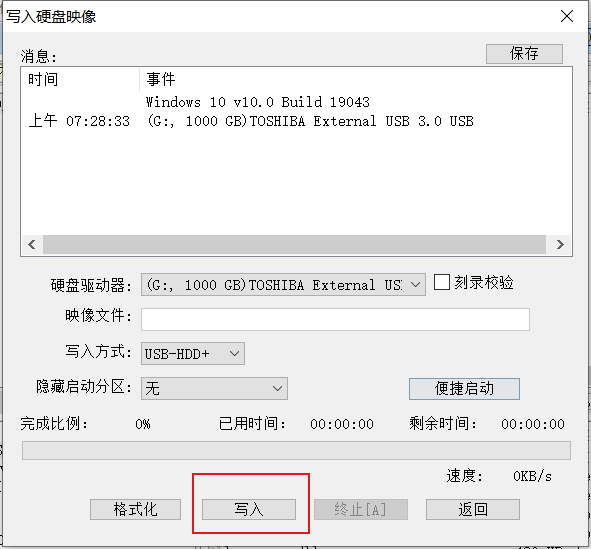 写入硬盘映像
消息:
保存
时间 事件
Windows 10 v10.0 Build 19043
上午 07:28:33 (G:, 1000 GB)TOSHIBA External USB 3.0 USB
硬盘驱动器: (G:, 1000 GB)TOSHIBA External US 刻录校验
映像文件:
写入方式: USB-HDD+
隐藏启动分区: 无 便捷启动
完成比例: 0% 已用时间: 00:00:00 剩余时间: 00:00:00
速度: 0KB/s
格式化 写入 终止[A] 返回